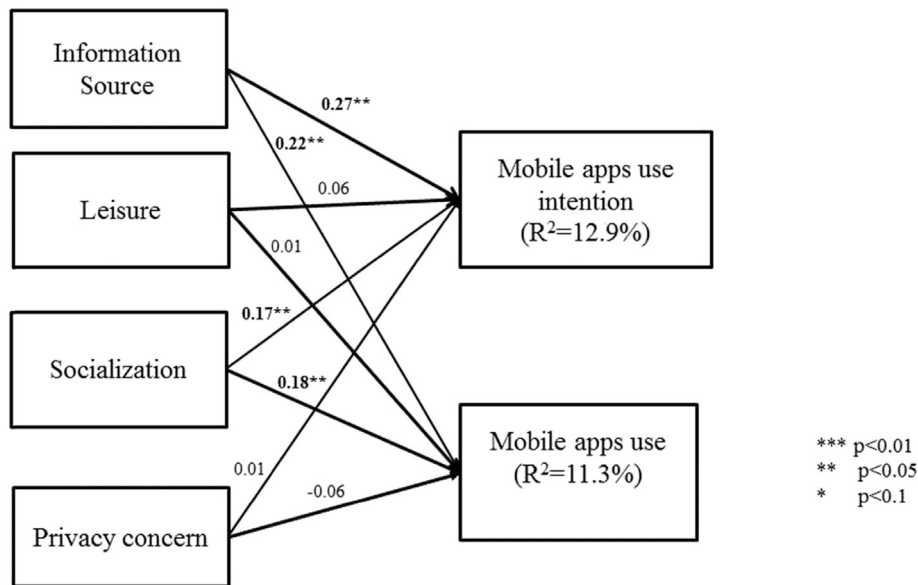 Information
Source
0.27**
0.22**
Mobile apps use
intention
(R²=12.9%)
Leisure
0.06
0.01
Socialization
0.17**
0.18**
Mobile apps use
(R²=11.3%)
*** p<0.01
** p<0.05
* p<0.1
Privacy concern
0.01
-0.06